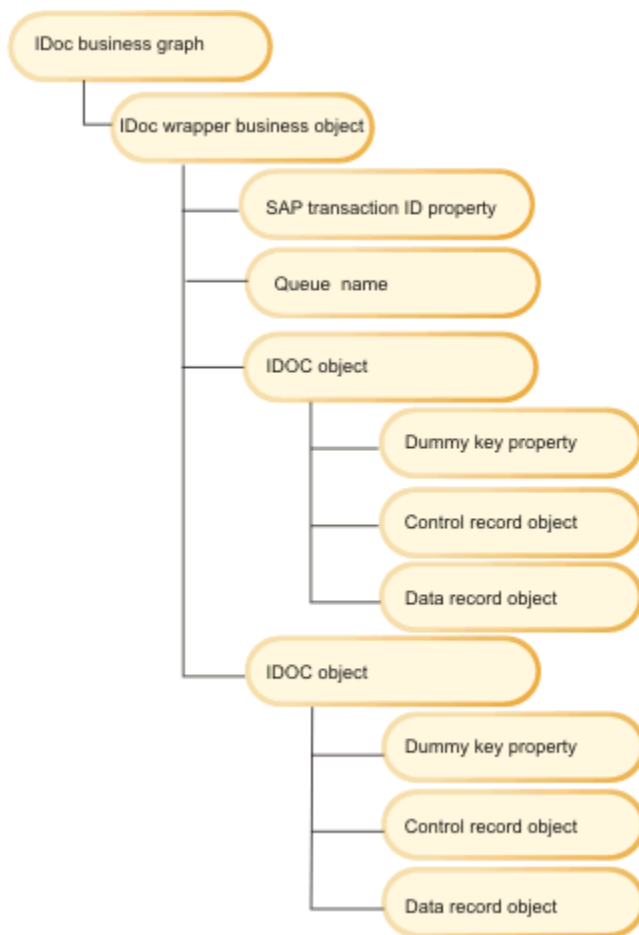 IDoc business graph
IDoc wrapper business object
SAP transaction ID property
Queue name
IDOC object
Dummy key property
Control record object
Data record object
IDOC object
Dummy key property
Control record object
Data record object